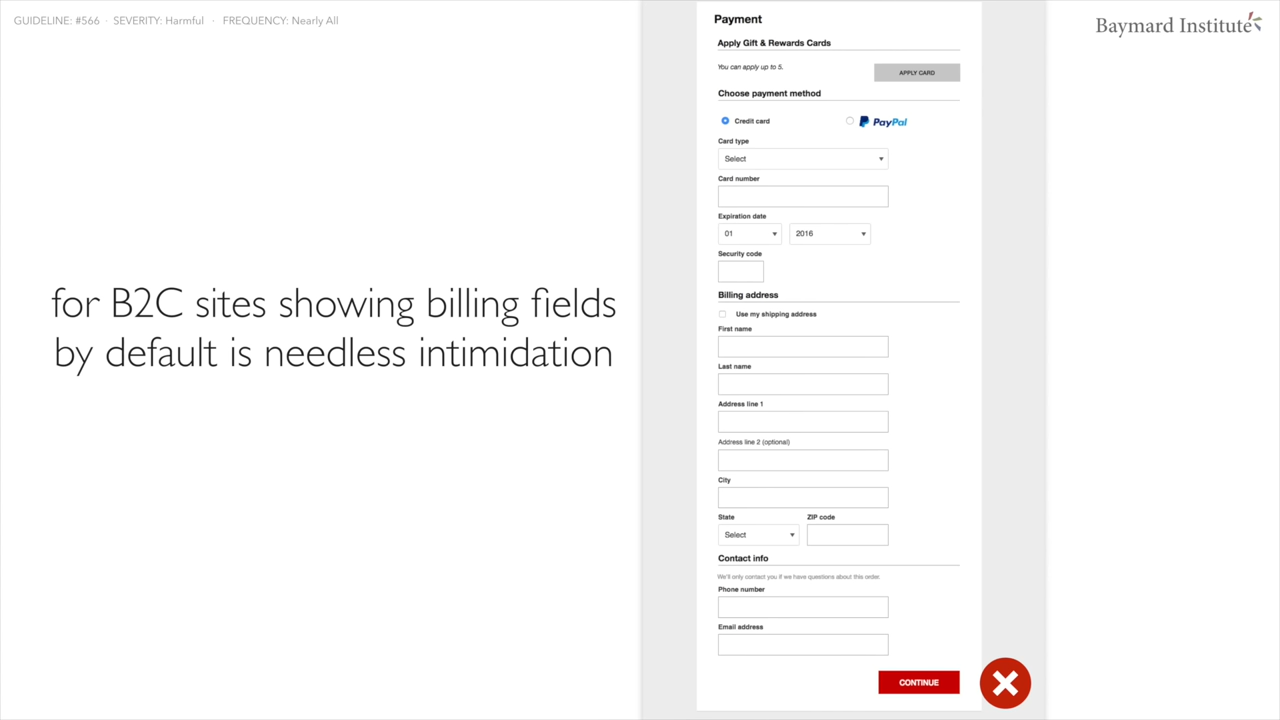 GUIDELINE: #566 · SEVERITY: Harmful · FREQUENCY: Nearly All
Baymard Institute
for B2C sites showing billing fields
by default is needless intimidation
Payment
Apply Gift & Rewards Cards
You can apply up to 5.
APPLY CARD
Choose payment method
Credit card
PayPal
Card type
Select
Card number
Expiration date
01 2016
Security code
Billing address
Use my shipping address
First name
Last name
Address line 1
Address line 2 (optional)
City
State ZIP code
Select
Contact info
We'll only contact you if we have questions about this order.
Phone number
Email address
CONTINUE